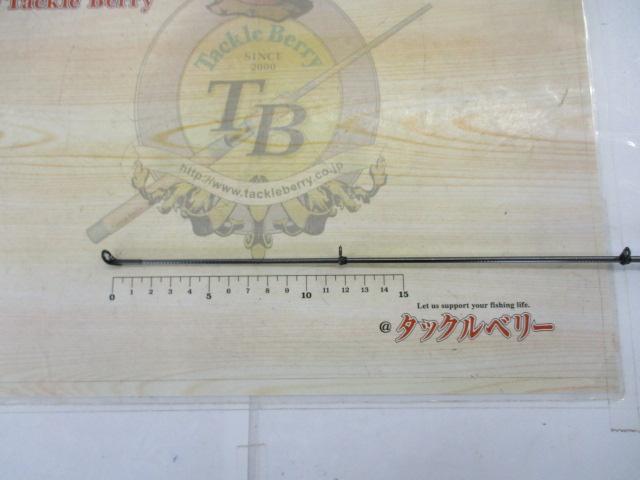 Tackle Berry
Tackle Berry
SINCE
2000
TB
http://www.tackleberry.co.jp
0 1 2 3 4 5 6 7 8 9 10 11 12 13 14 15
Let us support your fishing life.
@タックルベリー